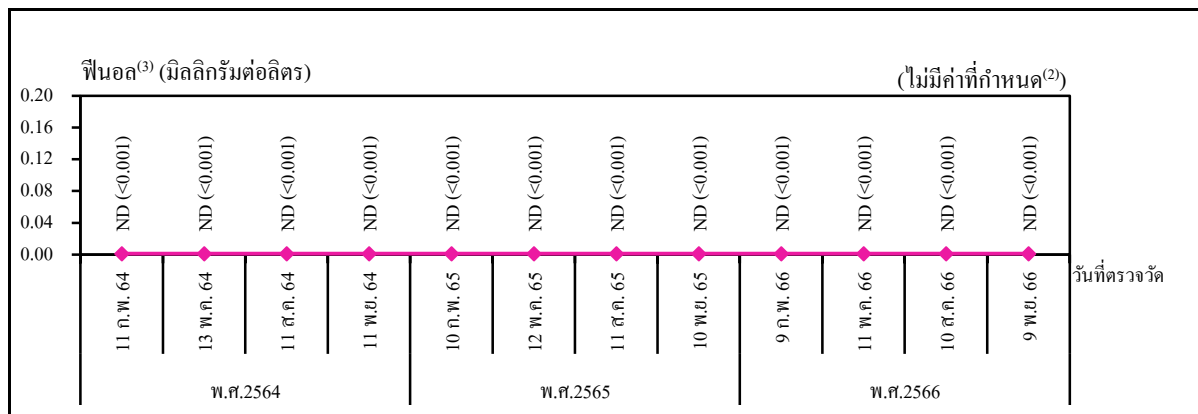 ฟีนอล(3) (มิลลิกรัมต่อลิตร) (ไม่มีค่าที่กำหนด(2))
0.20
0.16
0.12
0.08
0.04
0.00
ND (<0.001)
ND (<0.001)
ND (<0.001)
ND (<0.001)
ND (<0.001)
ND (<0.001)
ND (<0.001)
ND (<0.001)
ND (<0.001)
ND (<0.001)
ND (<0.001)
ND (<0.001)
วันที่ตรวจวัด
11 ก.พ. 64
13 พ.ค. 64
11 ส.ค. 64
11 พ.ย. 64
10 ก.พ. 65
12 พ.ค. 65
11 ส.ค. 65
10 พ.ย. 65
9 ก.พ. 66
11 พ.ค. 66
10 ส.ค. 66
9 พ.ย. 66
พ.ศ.2564
พ.ศ.2565
พ.ศ.2566